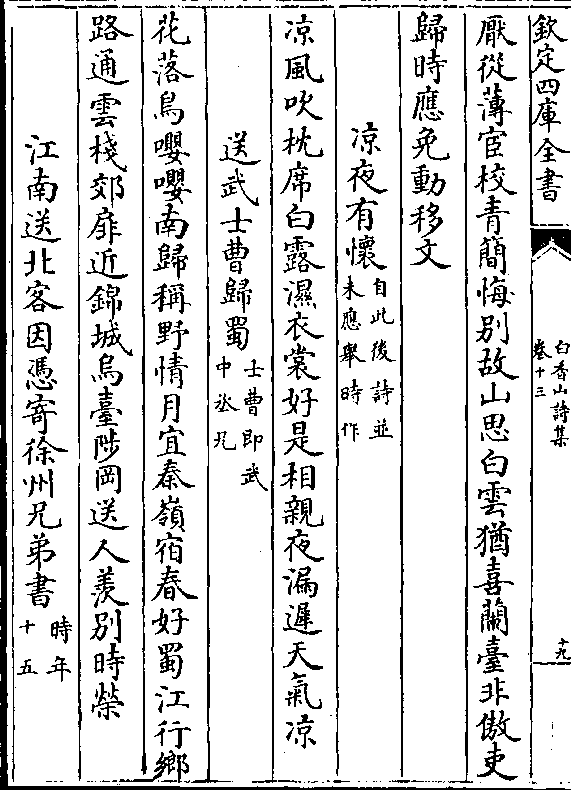 欽定四庫全書
白香山詩集
卷十三
十九
厭從薄宦校青簡悔別故山思白雲猶喜蘭臺非傲吏
歸時應免動移文
凉夜有懷自此後詩並
未應舉時作
凉風吹枕席白露濕衣裳好是相親夜漏遲天氣凉
送武士曹歸蜀士曹即武
中丞兄
花落鳥嚶嚶南歸稱野情月宜秦嶺宿春好蜀江行鄉
路通雲棧郊扉近錦城烏臺陟岡送人羨別時榮
江南送北客因憑寄徐州兄弟書時年
十五